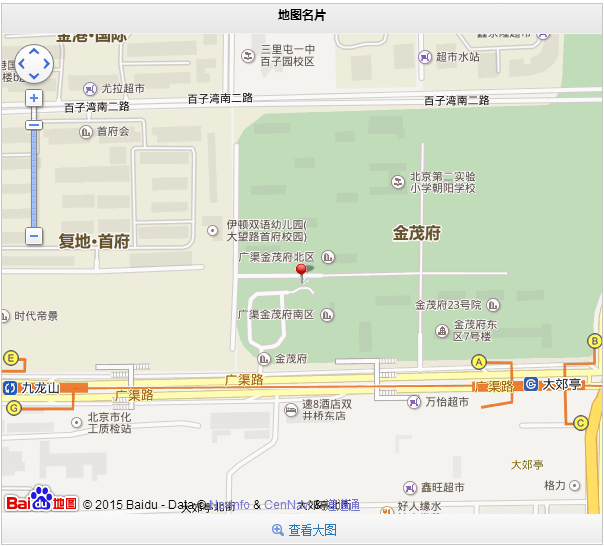 地图名片
金港·国际
三里屯一中
百子园校区
超市水站
尤拉超市
百子湾南二路
百子湾南二路
百子湾南二路
首府会
北京第二实验
小学朝阳学校
伊顿双语幼儿园(
大望路首府校园)
复地·首府
金茂府
广渠金茂府北区
时代帝景
广渠金茂府南区
金茂府23号院
金茂府东
区7号楼
金茂府
E
A
B
九龙山
广渠路
广渠路
广渠路
大郊亭
G
C
北京市化
工质检站
速8酒店双
井桥东店
万怡超市
大郊亭
鑫旺超市
格力
好人缘水
Baidu地图
© 2015 Baidu - Data © NavInfo & CenNavi & 道道通
大郊亭北街
大郊亭北街
查看大图